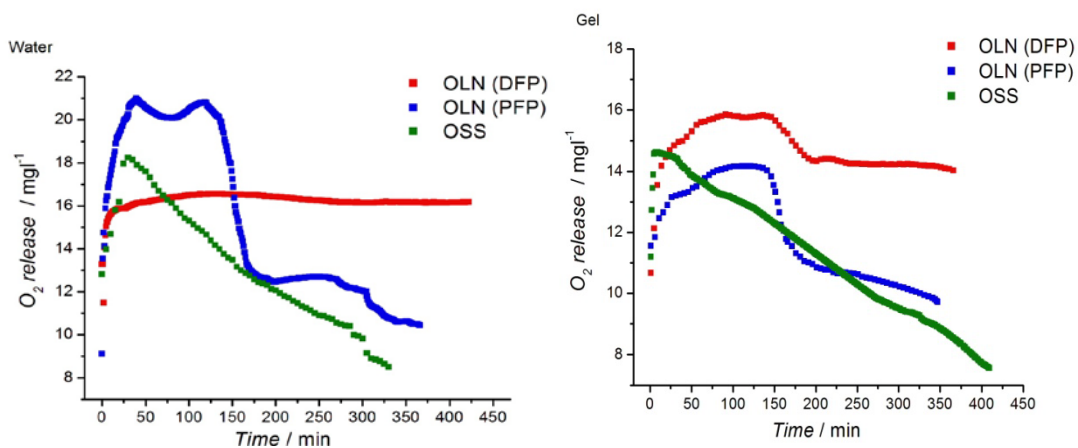 Water
OLN (DFP)
OLN (PFP)
OSS
O2 release / mgl-1
22
20
18
16
14
12
10
8
0 50 100 150 200 250 300 350 400 450
Time / min
Gel
OLN (DFP)
OLN (PFP)
OSS
O2 release / mgl-1
18
16
14
12
10
8
0 50 100 150 200 250 300 350 400 450
Time / min